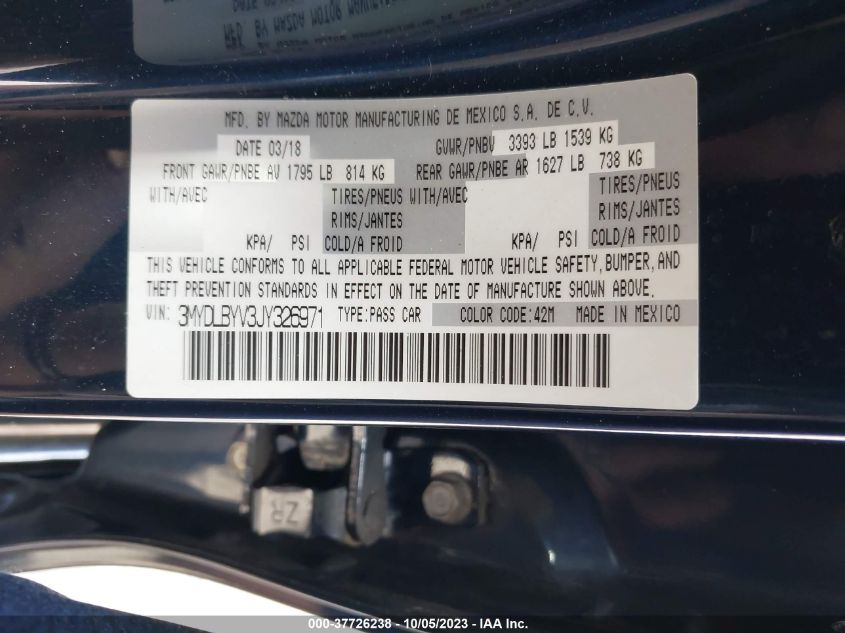 MFD. BY MAZDA MOTOR MANUFACTURING DE MEXICO S.A. DE C.V.
DATE 03/18 GVWR/PNBV 3393 LB 1539 KG
FRONT GAWR/PNBE AV 1795 LB 814 KG REAR GAWR/PNBE AR 1627 LB 738 KG
WITH/AVEC TIRES/PNEUS WITH/AVEC TIRES/PNEUS
RIMS/JANTES RIMS/JANTES
KPA/ PSI COLD/A FROID KPA/ PSI COLD/A FROID
THIS VEHICLE CONFORMS TO ALL APPLICABLE FEDERAL MOTOR VEHICLE SAFETY, BUMPER, AND
THEFT PREVENTION STANDARDS IN EFFECT ON THE DATE OF MANUFACTURE SHOWN ABOVE.
VIN: 3MYDLBYV3JY326971 TYPE:PASS CAR COLOR CODE:42M MADE IN MEXICO
ZR
000-37726238 - 10/05/2023 - IAA Inc.